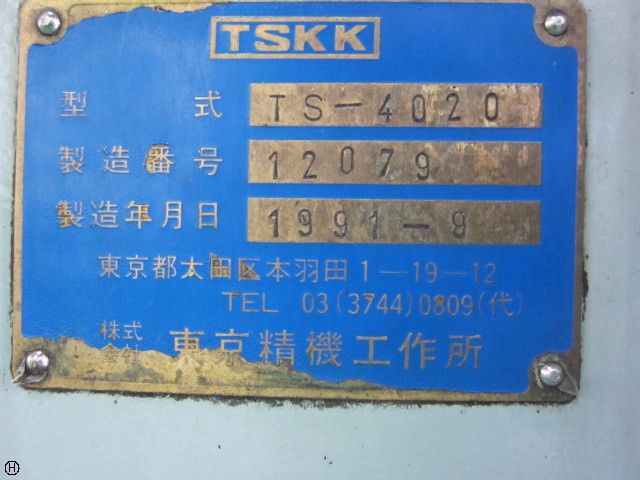 TSKK
型式 TS-4020
製造番号 12079
製造年月日 1991-8
東京都大田区本羽田1-19-12
TEL 03(3744)0809(代)
株式会社 東京精機工作所
H